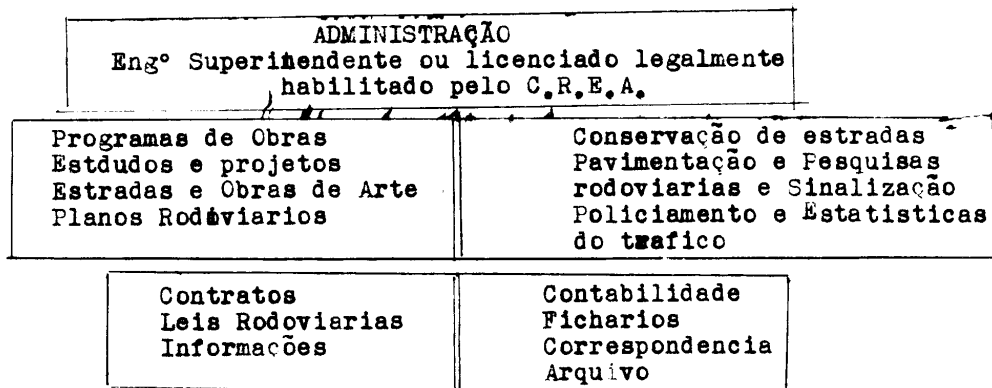 ADMINISTRAÇÃO
Engº Superintendente ou licenciado legalmente
habilitado pelo C.R.E.A.
Programas de Obras
Estdudos e projetos
Estradas e Obras de Arte
Planos Rodoviarios
Conservação de estradas
Pavimentação e Pesquisas
rodoviarias e Sinalização
Policiamento e Estatisticas
do trafico
Contratos
Leis Rodoviarias
Informações
Contabilidade
Ficharios
Correspondencia
Arquivo